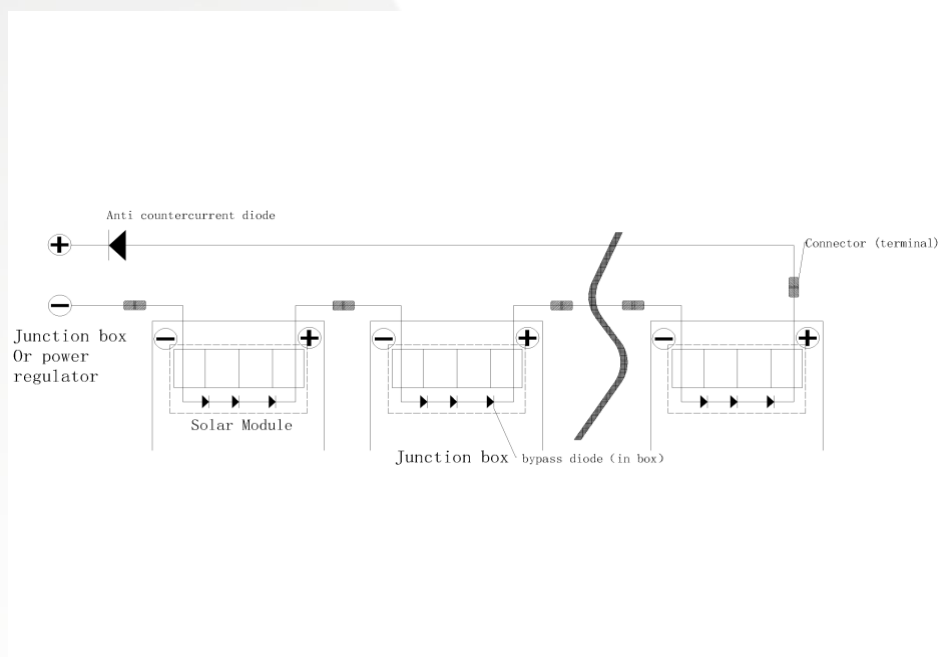 Anti countercurrent diode
Connector (terminal)
Junction box
Or power
regulator
Solar Module
Junction box
bypass diode (in box)